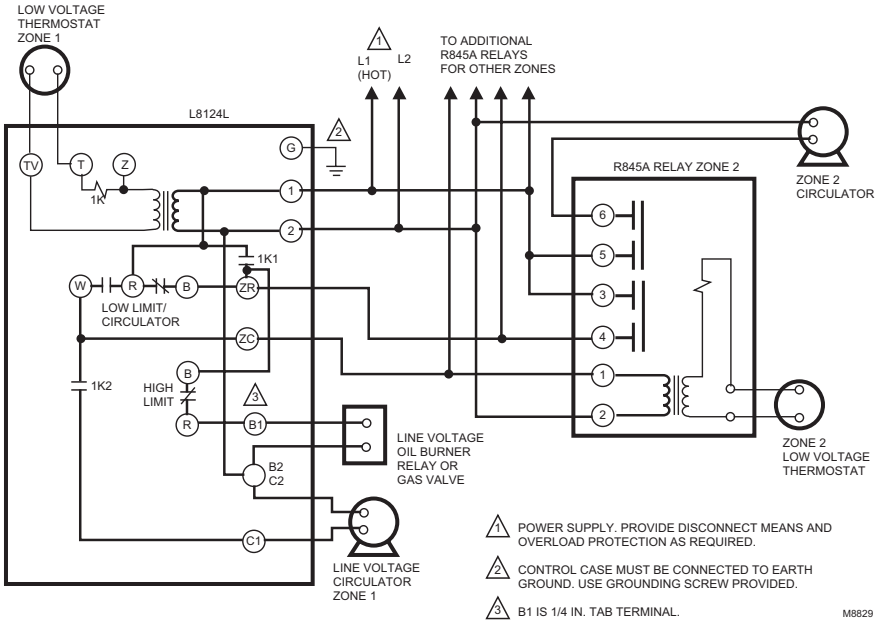 LOW VOLTAGE
THERMOSTAT
ZONE 1
1
L1
(HOT)
L2
TO ADDITIONAL
R845A RELAYS
FOR OTHER ZONES
L8124L
2
G
TV
T
Z
1K
1
2
R845A RELAY ZONE 2
ZONE 2
CIRCULATOR
6
5
3
4
1
2
1K1
W
R
B
ZR
LOW LIMIT/
CIRCULATOR
ZC
1K2
B
HIGH
LIMIT
R
3
B1
B2
C2
C1
LINE VOLTAGE
OIL BURNER
RELAY OR
GAS VALVE
LINE VOLTAGE
CIRCULATOR
ZONE 1
ZONE 2
LOW VOLTAGE
THERMOSTAT
1 POWER SUPPLY. PROVIDE DISCONNECT MEANS AND
OVERLOAD PROTECTION AS REQUIRED.
2 CONTROL CASE MUST BE CONNECTED TO EARTH
GROUND. USE GROUNDING SCREW PROVIDED.
3 B1 IS 1/4 IN. TAB TERMINAL.
M8829